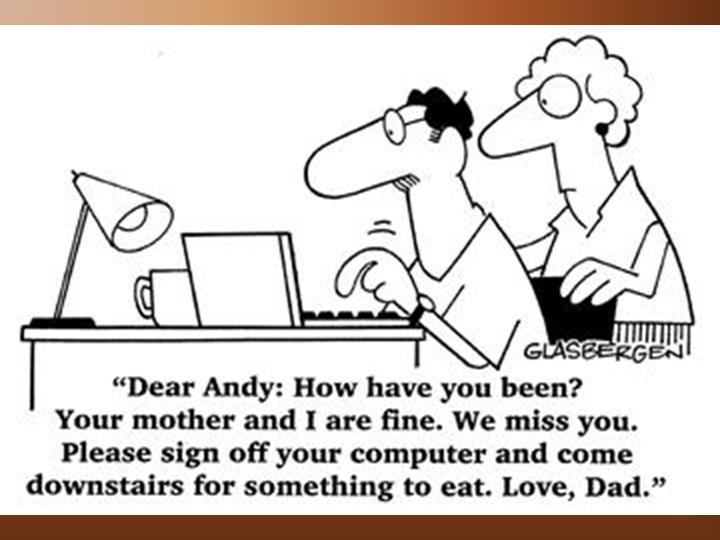 GLASBERGEN
“Dear Andy: How have you been?
Your mother and I are fine. We miss you.
Please sign off your computer and come
downstairs for something to eat. Love, Dad.”